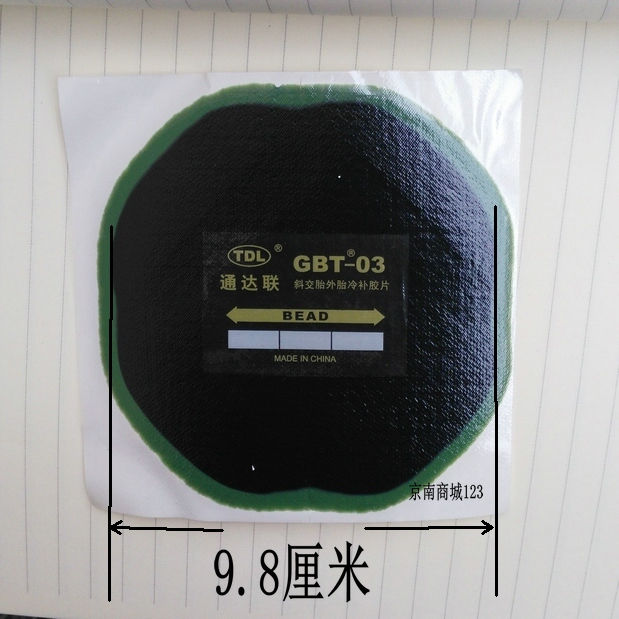 TDL® GBT®-03
通达联 斜交胎外胎冷补胶片
BEAD
MADE IN CHINA
京南商城123
9.8厘米